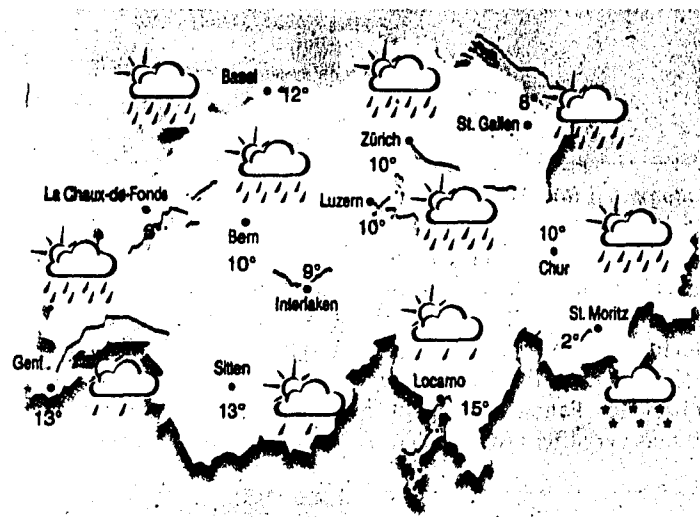 Basel
12°
8°
St. Gallen
Zürich
10°
La Chaux-de-Fonds
Luzern
10°
Bern
10°
10°
Chur
9°
Interlaken
St. Moritz
2°
Genf
13°
Sitten
13°
Locarno
15°